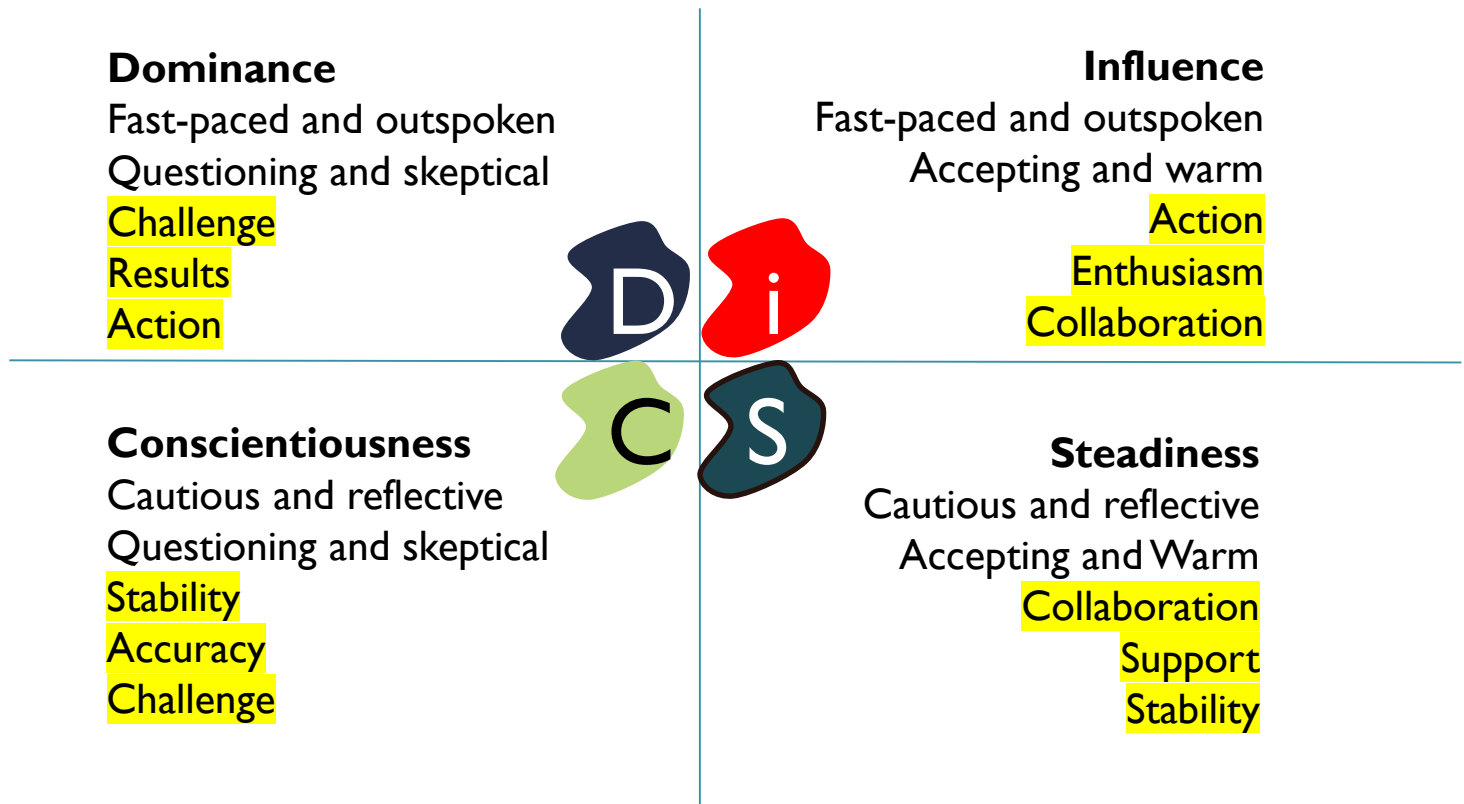 Dominance
Fast-paced and outspoken
Questioning and skeptical
Challenge
Results
Action
Influence
Fast-paced and outspoken
Accepting and warm
Action
Enthusiasm
Collaboration
D
i
C
S
Conscientiousness
Cautious and reflective
Questioning and skeptical
Stability
Accuracy
Challenge
Steadiness
Cautious and reflective
Accepting and Warm
Collaboration
Support
Stability